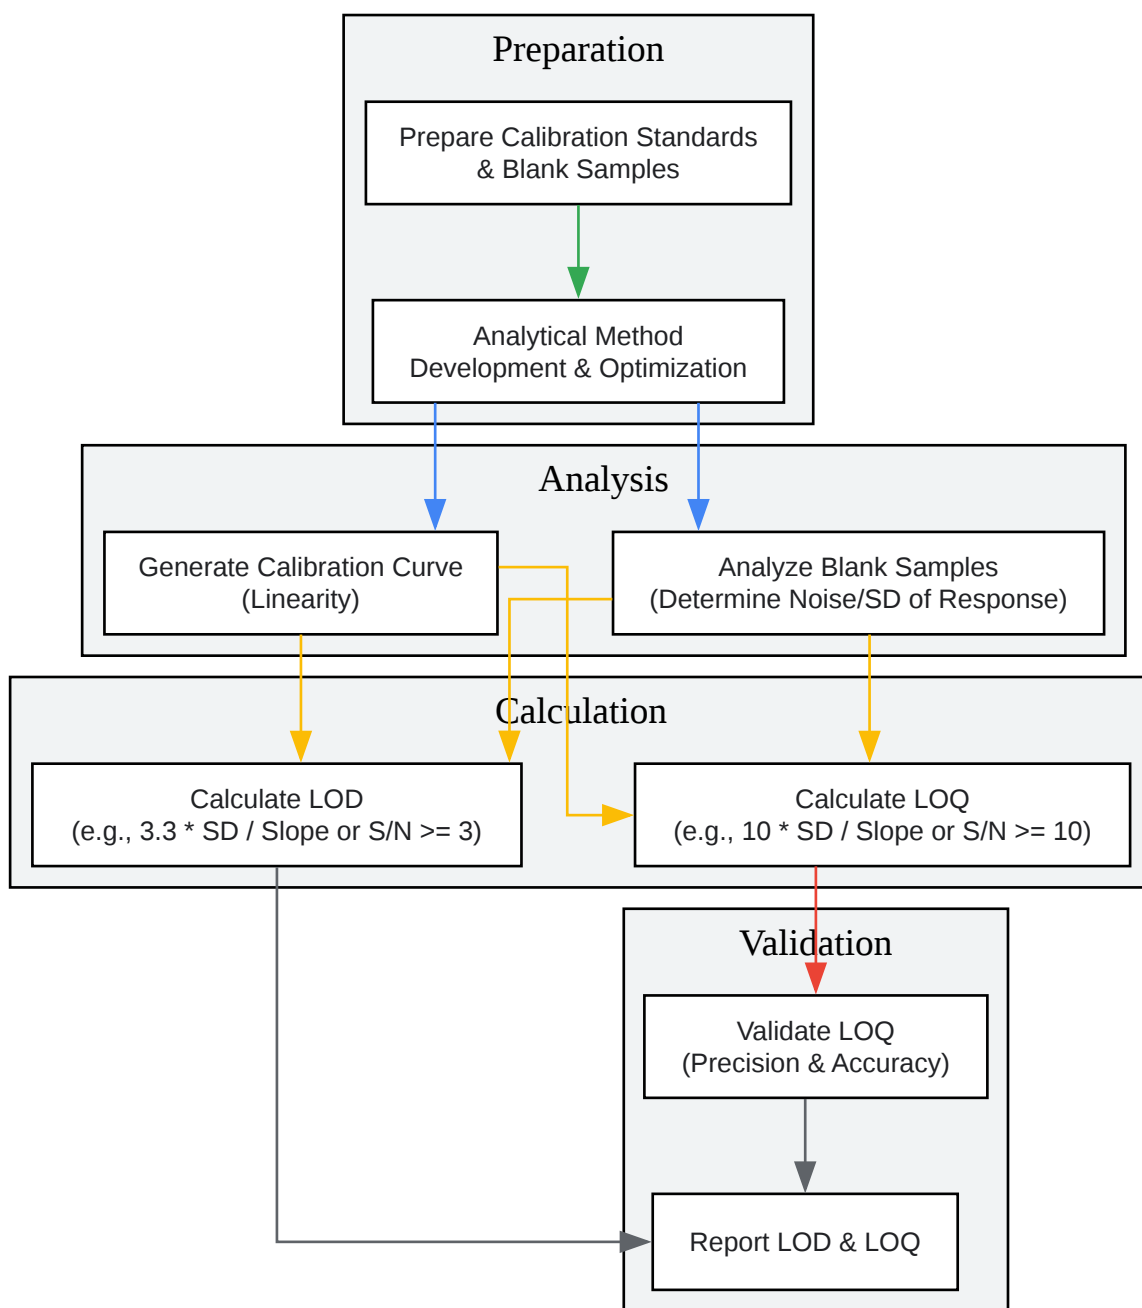 Preparation
Prepare Calibration Standards
& Blank Samples
Analytical Method
Development & Optimization
Analysis
Generate Calibration Curve
(Linearity)
Analyze Blank Samples
(Determine Noise/SD of Response)
Calculation
Calculate LOD
(e.g., 3.3 * SD / Slope or S/N >= 3)
Calculate LOQ
(e.g., 10 * SD / Slope or S/N >= 10)
Validation
Validate LOQ
(Precision & Accuracy)
Report LOD & LOQ